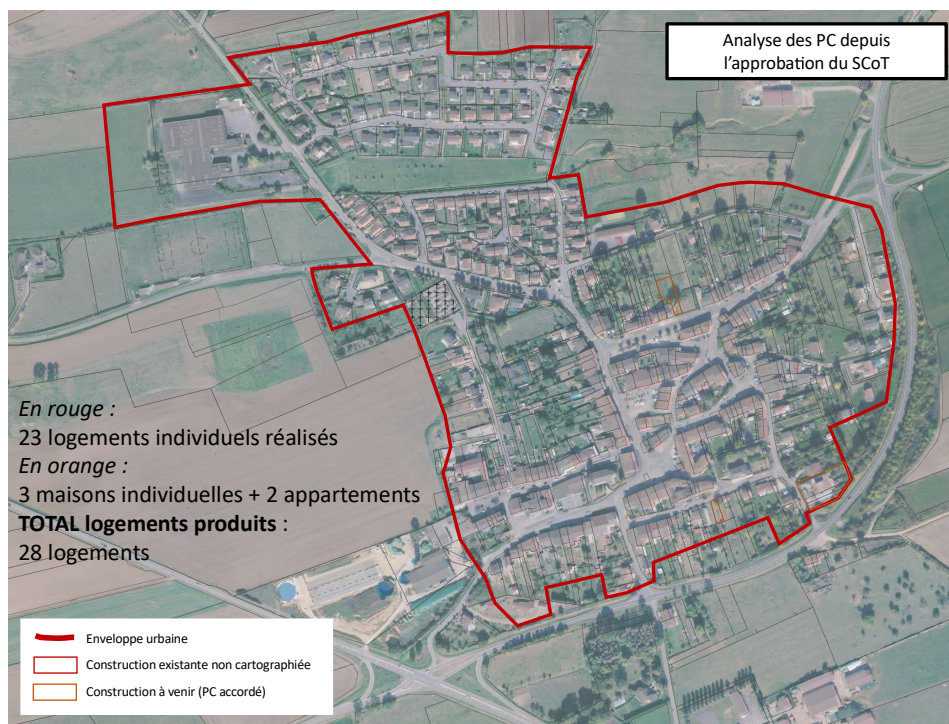 Analyse des PC depuis
l’approbation du SCoT
En rouge :
23 logements individuels réalisés
En orange :
3 maisons individuelles + 2 appartements
TOTAL logements produits :
28 logements
Enveloppe urbaine
Construction existante non cartographiée
Construction à venir (PC accordé)